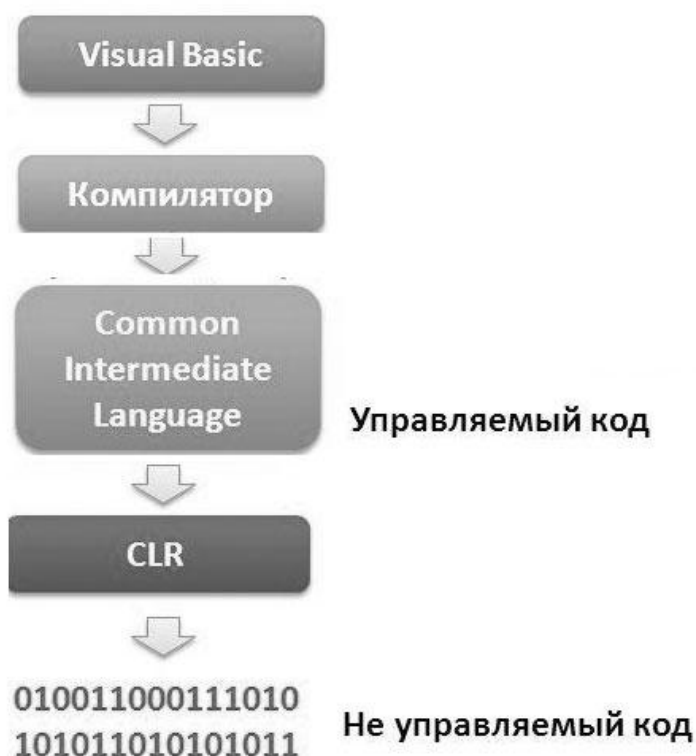 Visual Basic
Компилятор
Common
Intermediate
Language
Управляемый код
CLR
010011000111010
101011010101011
Не управляемый код